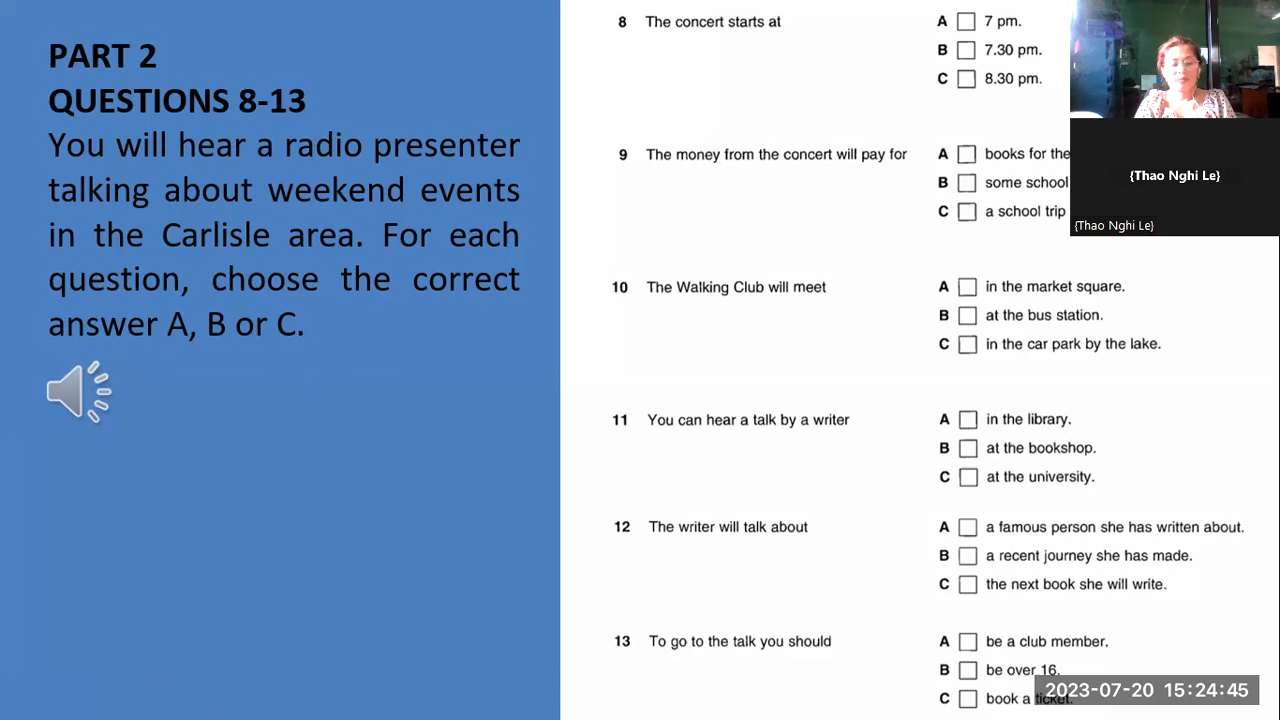 PART 2
QUESTIONS 8-13
You will hear a radio presenter
talking about weekend events
in the Carlisle area. For each
question, choose the correct
answer A, B or C.
8 The concert starts at
A 7 pm.
B 7.30 pm.
C 8.30 pm.
9 The money from the concert will pay for
A books for the
B some school
C a school trip
10 The Walking Club will meet
A in the market square.
B at the bus station.
C in the car park by the lake.
11 You can hear a talk by a writer
A in the library.
B at the bookshop.
C at the university.
12 The writer will talk about
A a famous person she has written about.
B a recent journey she has made.
C the next book she will write.
13 To go to the talk you should
A be a club member.
B be over 16.
C book a ticket.
{Thao Nghi Le}
{Thao Nghi Le}
2023-07-20 15:24:45